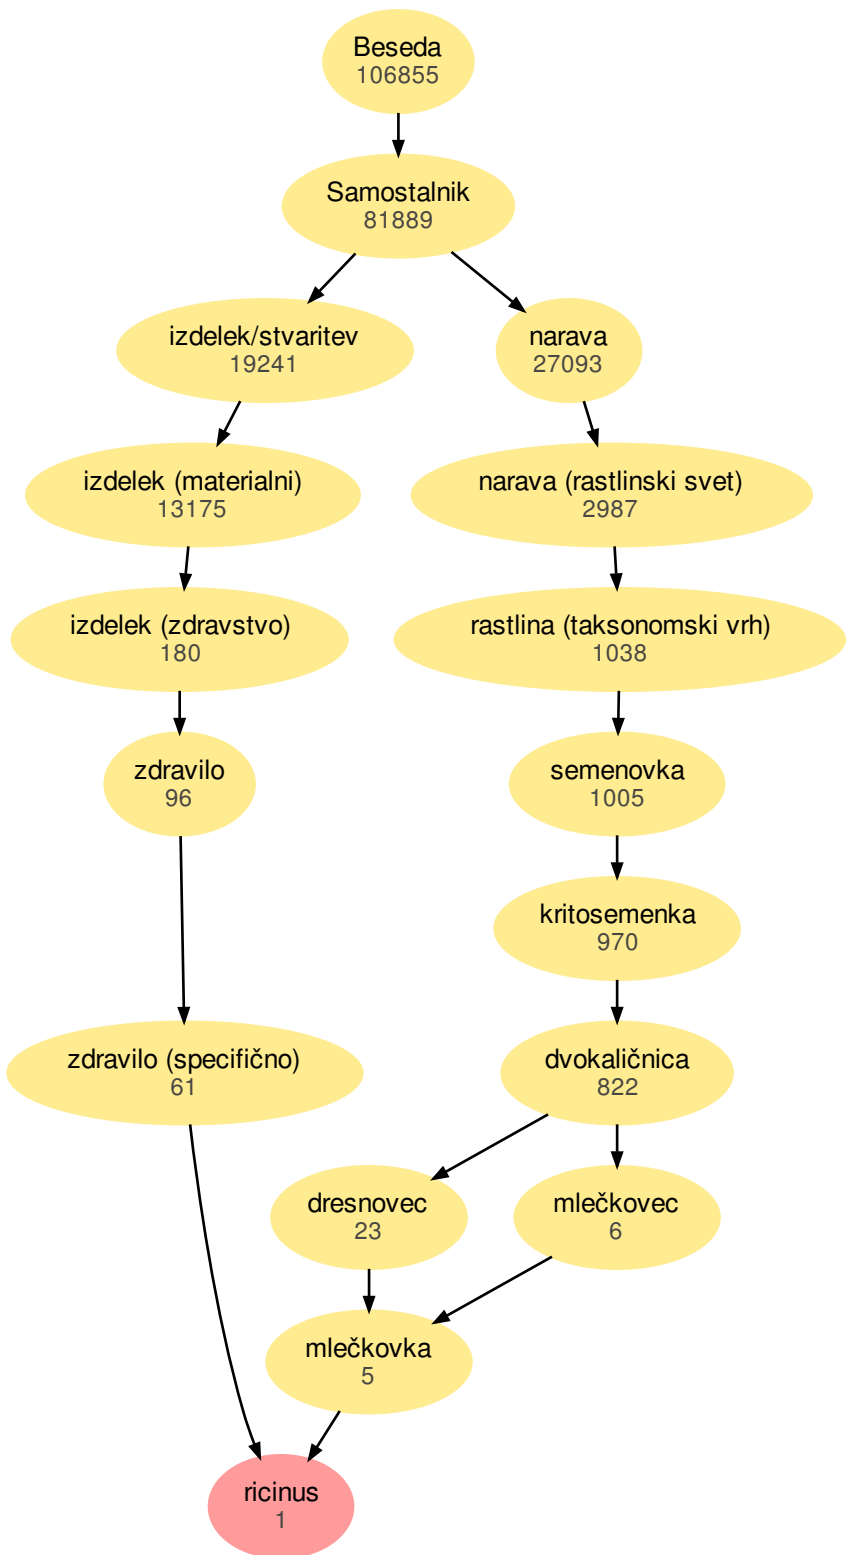 Beseda
106855
Samostalnik
81889
izdelek/stvaritev
19241
narava
27093
izdelek (materialni)
13175
narava (rastlinski svet)
2987
izdelek (zdravstvo)
180
rastlina (taksonomski vrh)
1038
zdravilo
96
semenovka
1005
kritosemenka
970
zdravilo (specifično)
61
dvokaličnica
822
dresnovec
23
mlečkovec
6
mlečkovka
5
ricinus
1